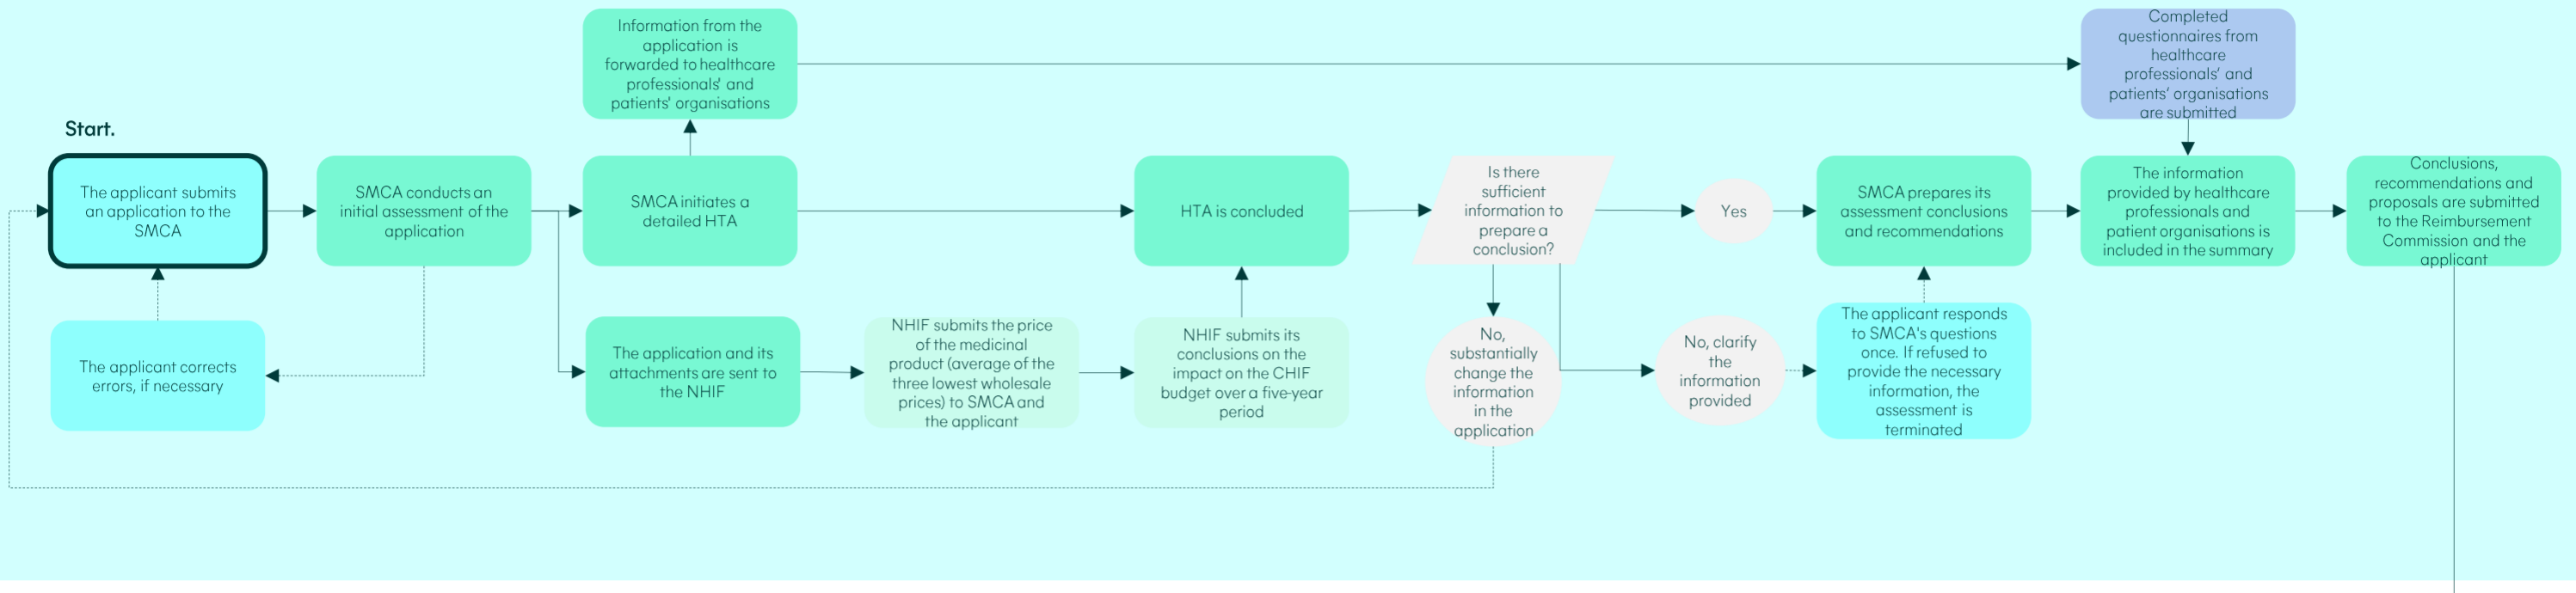 Information from the
application is
forwarded to healthcare
professionals' and
patients' organisations
Completed
questionnaires from
healthcare
professionals' and
patients' organisations
are submitted
Start.
The applicant submits
an application to the
SMCA
SMCA conducts an
initial assessment of the
application
SMCA initiates a
detailed HTA
HTA is concluded
Is there
sufficient
information to
prepare a
conclusion?
Yes
SMCA prepares its
assessment conclusions
and recommendations
The information
provided by healthcare
professionals and
patient organisations is
included in the summary
Conclusions,
recommendations and
proposals are submitted
to the Reimbursement
Commission and the
applicant
The applicant corrects
errors, if necessary
The application and its
attachments are sent to
the NHIF
NHIF submits the price
of the medicinal
product (average of the
three lowest wholesale
prices) to SMCA and
the applicant
NHIF submits its
conclusions on the
impact on the CHIF
budget over a five-year
period
No,
substantially
change the
information
in the
application
No, clarify
the
information
provided
The applicant responds
to SMCA's questions
once. If refused to
provide the necessary
information, the
assessment is
terminated